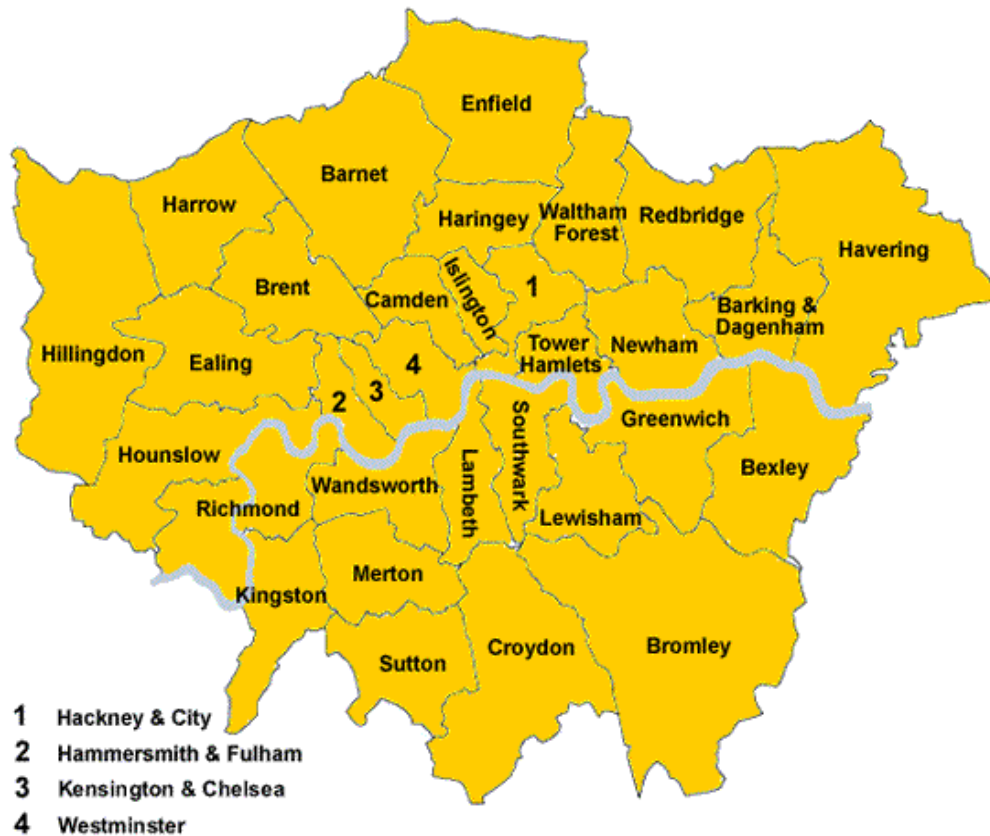 Enfield
Barnet
Harrow
Haringey
Waltham
Forest
Redbridge
Havering
Brent
Camden
Islington
1
Barking &
Dagenham
Hillingdon
Ealing
4
Tower
Hamlets
Newham
2
3
Southwark
Greenwich
Hounslow
Bexley
Richmond
Wandsworth
Lambeth
Lewisham
Kingston
Merton
Sutton
Croydon
Bromley
1 Hackney & City
2 Hammersmith & Fulham
3 Kensington & Chelsea
4 Westminster